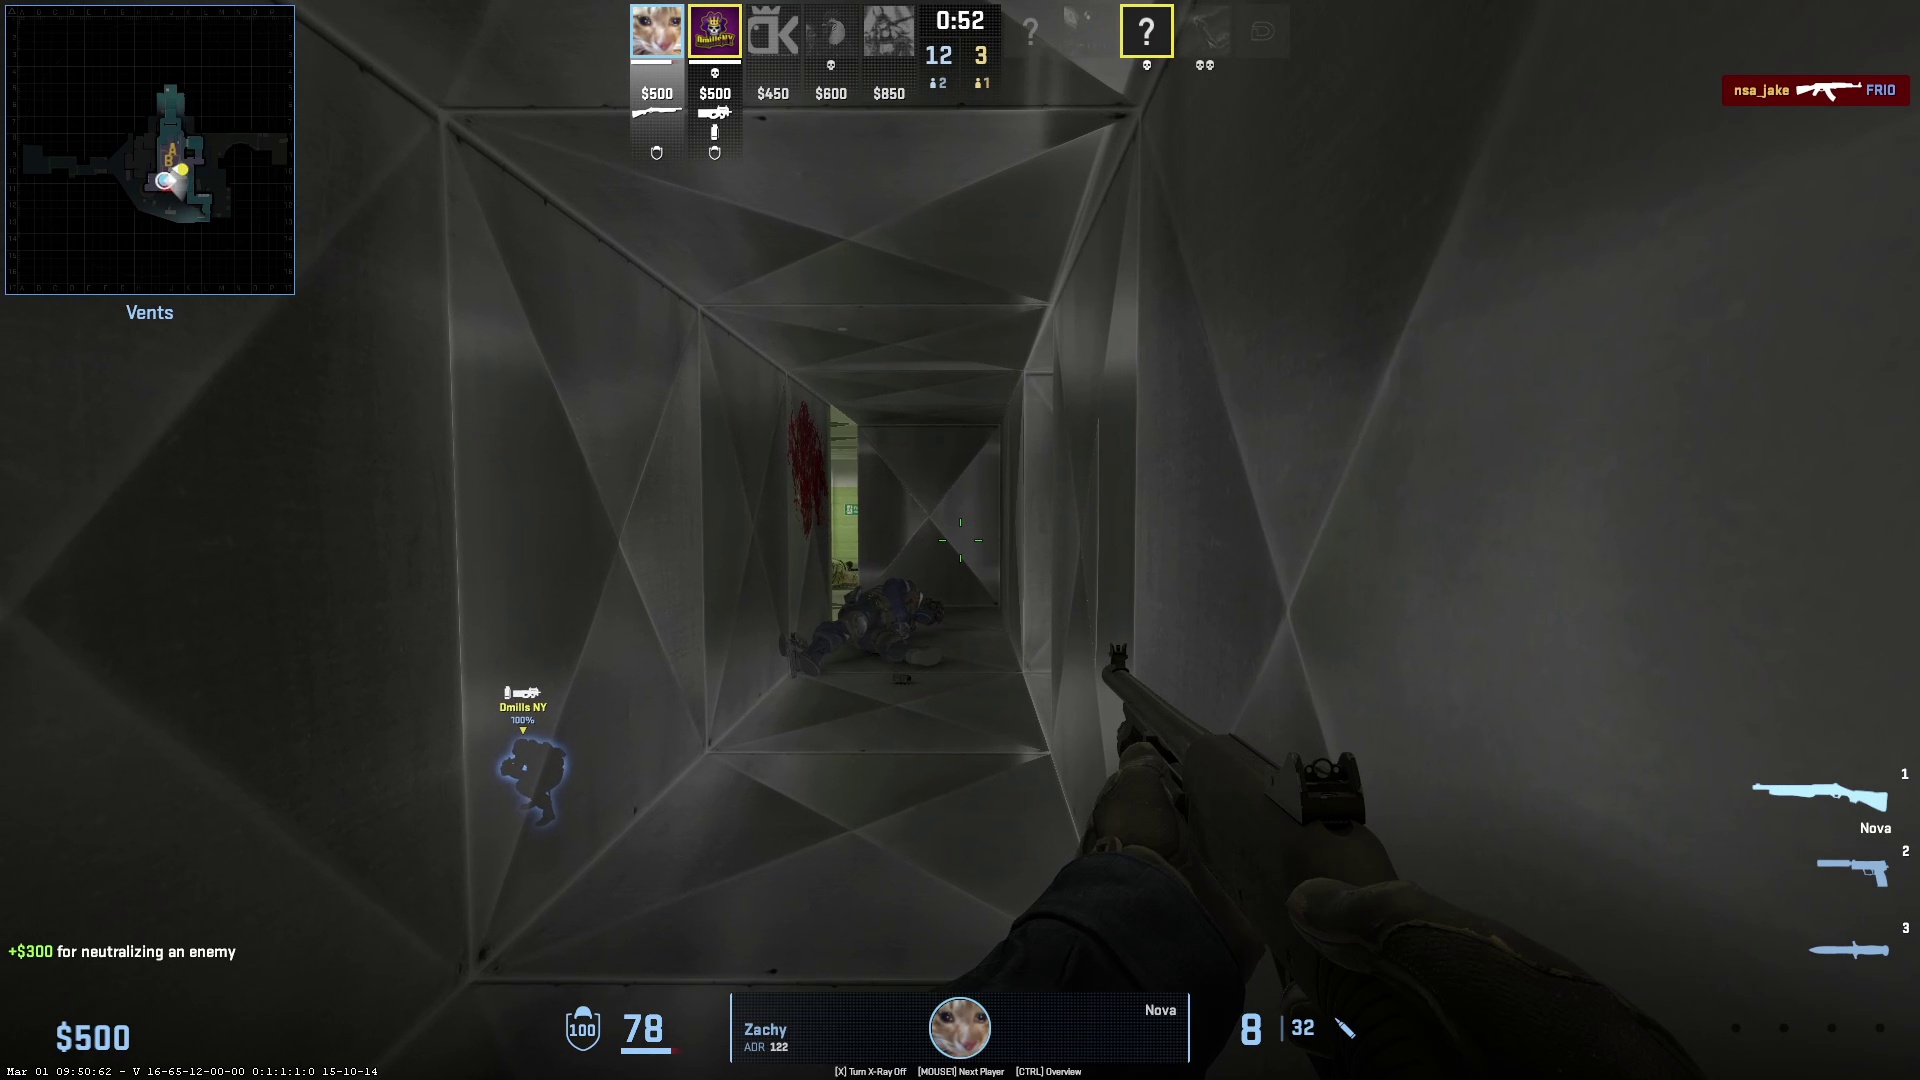 0:52
12 3
2 1
? ? ?
$500 $500 $450 $600 $850
nsa_jake FRIO
A
B
Vents
Dmills NY
100%
1
Nova
2
3
+$300 for neutralizing an enemy
$500
100 78
Zachy
ADR 122
Nova
8 32
[X] Turn X-Ray Off [MOUSE1] Next Player [CTRL] Overview
Mar 01 09:50:62 - V 16-65-12-00-00 0:1:1:1:0 15-10-14